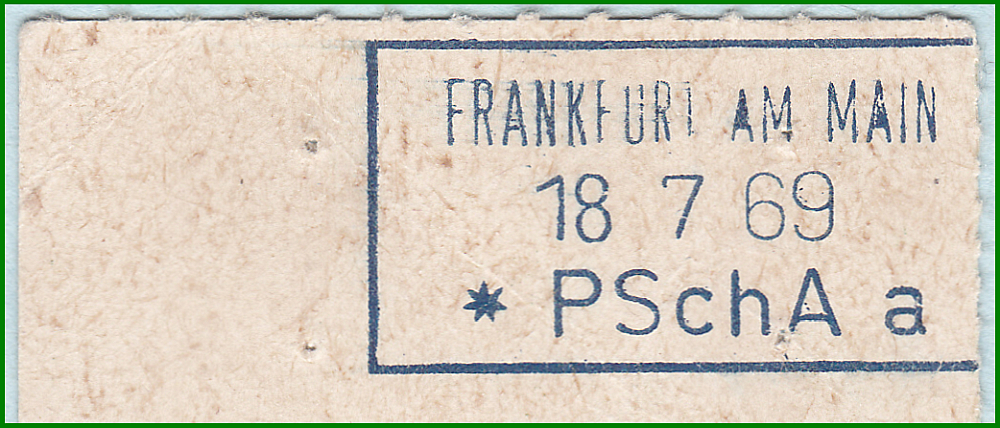 FRANKFURT AM MAIN
18 7 69
* PSchA a